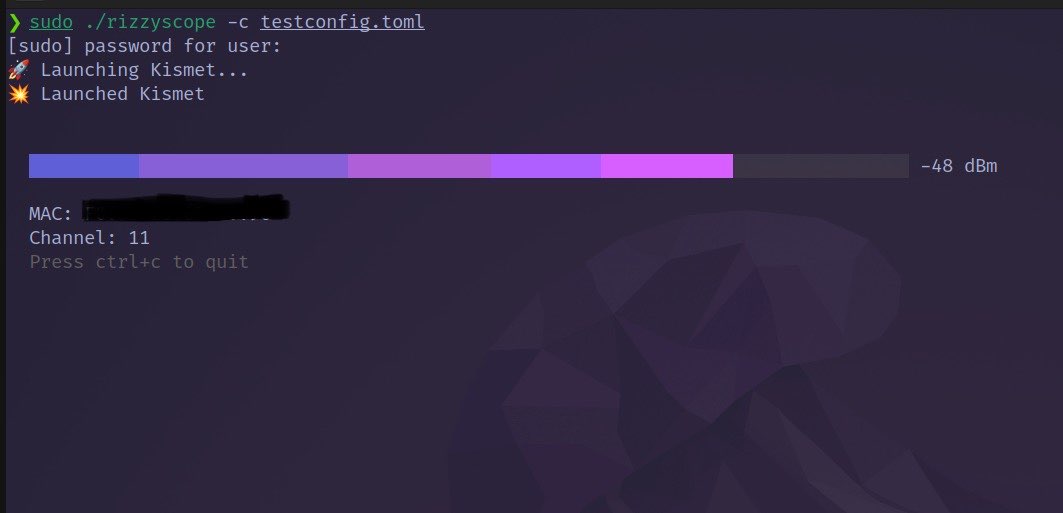 ❯ sudo ./rizzyscope -c testconfig.toml
[sudo] password for user:
🚀 Launching Kismet...
💥 Launched Kismet
-48 dBm
MAC:
Channel: 11
Press ctrl+c to quit